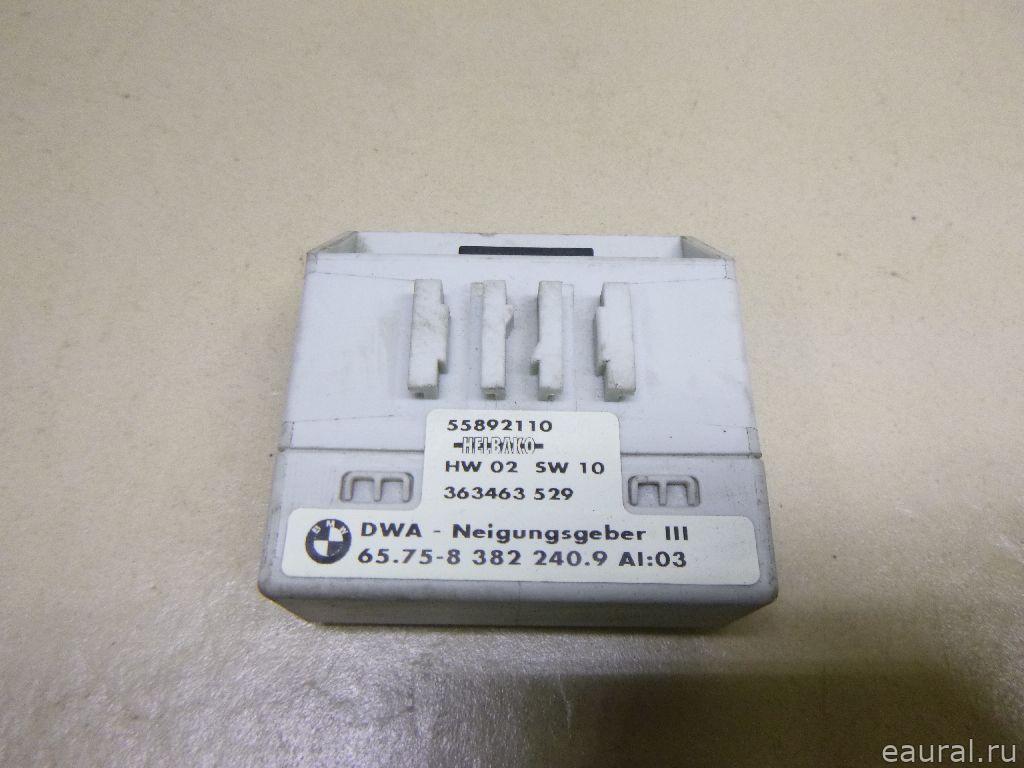 55892110
HELBAKO
HW 02 SW 10
363463 529
BMW
DWA - Neigungsgeber III
65.75-8 382 240.9 AI:03
eaural.ru